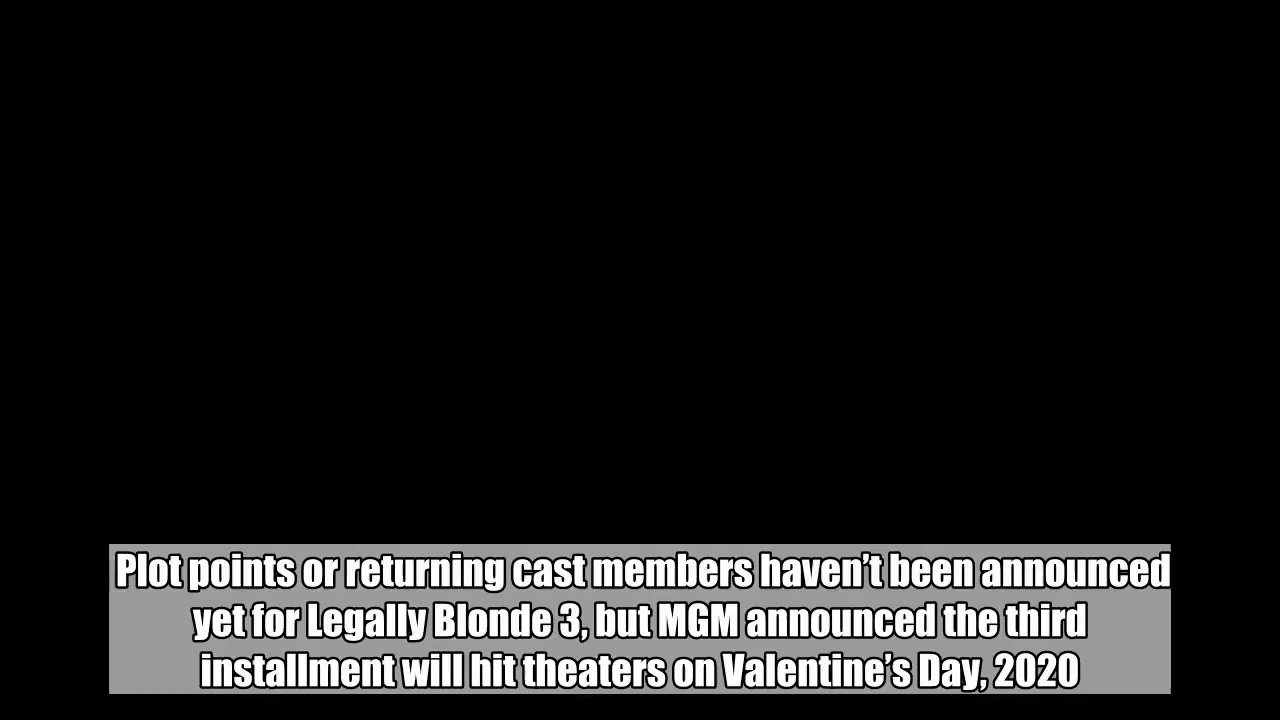 Plot points or returning cast members haven’t been announced
yet for Legally Blonde 3, but MGM announced the third
installment will hit theaters on Valentine’s Day, 2020